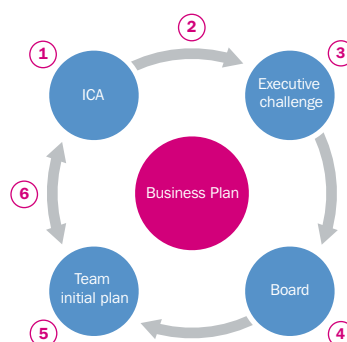 2
1
3
ICA
Executive
challenge
Business Plan
6
Team
initial plan
Board
5
4